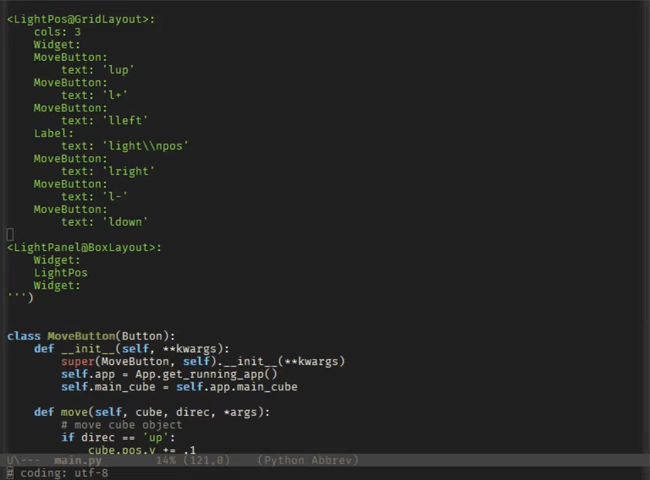 <LightPos@GridLayout>:
    cols: 3
    Widget:
    MoveButton:
        text: 'lup'
    MoveButton:
        text: 'l+'
    MoveButton:
        text: 'lleft'
    Label:
        text: 'light\\npos'
    MoveButton:
        text: 'lright'
    MoveButton:
        text: 'l-'
    MoveButton:
        text: 'ldown'
<LightPanel@BoxLayout>:
    Widget:
    LightPos
    Widget:
''')
class MoveButton(Button):
    def __init__(self, **kwargs):
        super(MoveButton, self).__init__(**kwargs)
        self.app = App.get_running_app()
        self.main_cube = self.app.main_cube
    def move(self, cube, direc, *args):
        # move cube object
        if direc == 'up':
            cube.pos.y += .1
U\--- main.py 14% (121,0) (Python Abbrev)
# coding: utf-8